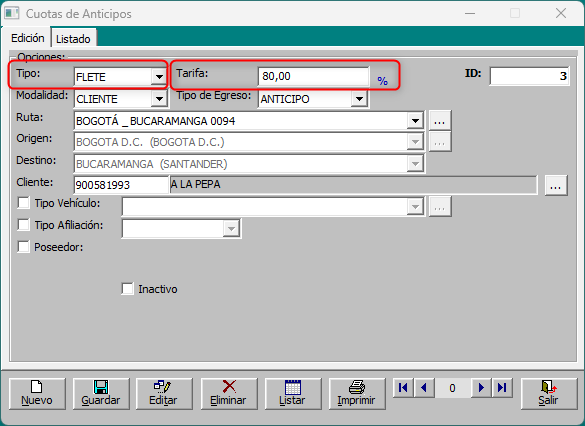 Cuotas de Anticipos
Edición Listado
Opciones:
Tipo: FLETE Tarifa: 80,00 % ID: 3
Modalidad: CLIENTE Tipo de Egreso: ANTICIPO
Ruta: BOGOTÁ _ BUCARAMANGA 0094 ...
Origen: BOGOTA D.C. (BOGOTA D.C.) ...
Destino: BUCARAMANGA (SANTANDER)
Cliente: 900581993 A LA PEPA ...
Tipo Vehículo: ...
Tipo Afiliación:
Poseedor:
Inactivo
Nuevo Guardar Editar Eliminar Listar Imprimir 0 Salir